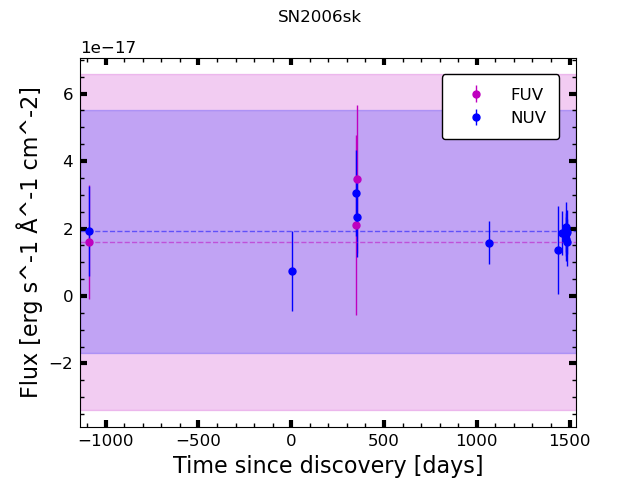 SN2006sk
1e−17
6
4
2
0
−2
FUV
NUV
−1000
−500
0
500
1000
1500
Time since discovery [days]
Flux [erg s^-1 Å^-1 cm^-2]